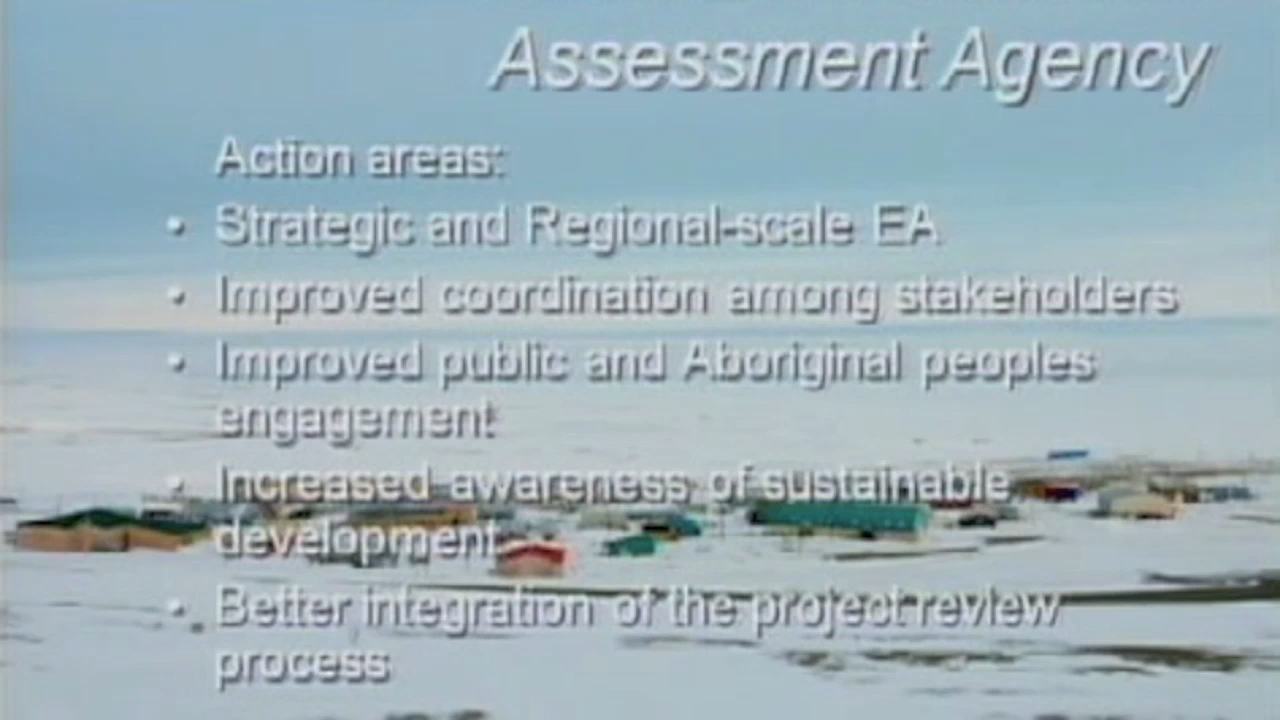 Assessment Agency
Action areas:
• Strategic and Regional-scale EA
• Improved coordination among stakeholders
• Improved public and Aboriginal peoples
engagement
• Increased awareness of sustainable
development
• Better integration of the project review
process